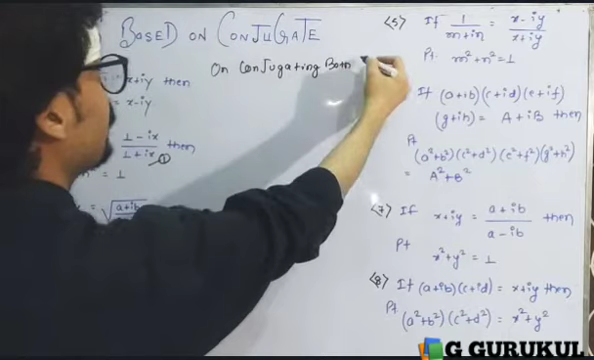 BASED ON CONJUGATE
On Conjugating Both
x+iy then
= x-iy
1-ix / 1+ix then
①
= 1
= √(a+ib
<5> If 1/(m+in) = (x-iy)/(x+iy)
Pt. m²+n²=1
If (a+ib)(c+id)(e+if)
(g+ih) = A+iB then
Pt
(a²+b²)(c²+d²)(e²+f²)(g²+h²)
= A²+B²
<7> If x+iy = (a+ib)/(a-ib) then
Pt x²+y² = 1
<8> If (a+ib)(c+id) = x+iy then
Pt (a²+b²)(c²+d²) = x²+y²
G GURUKUL